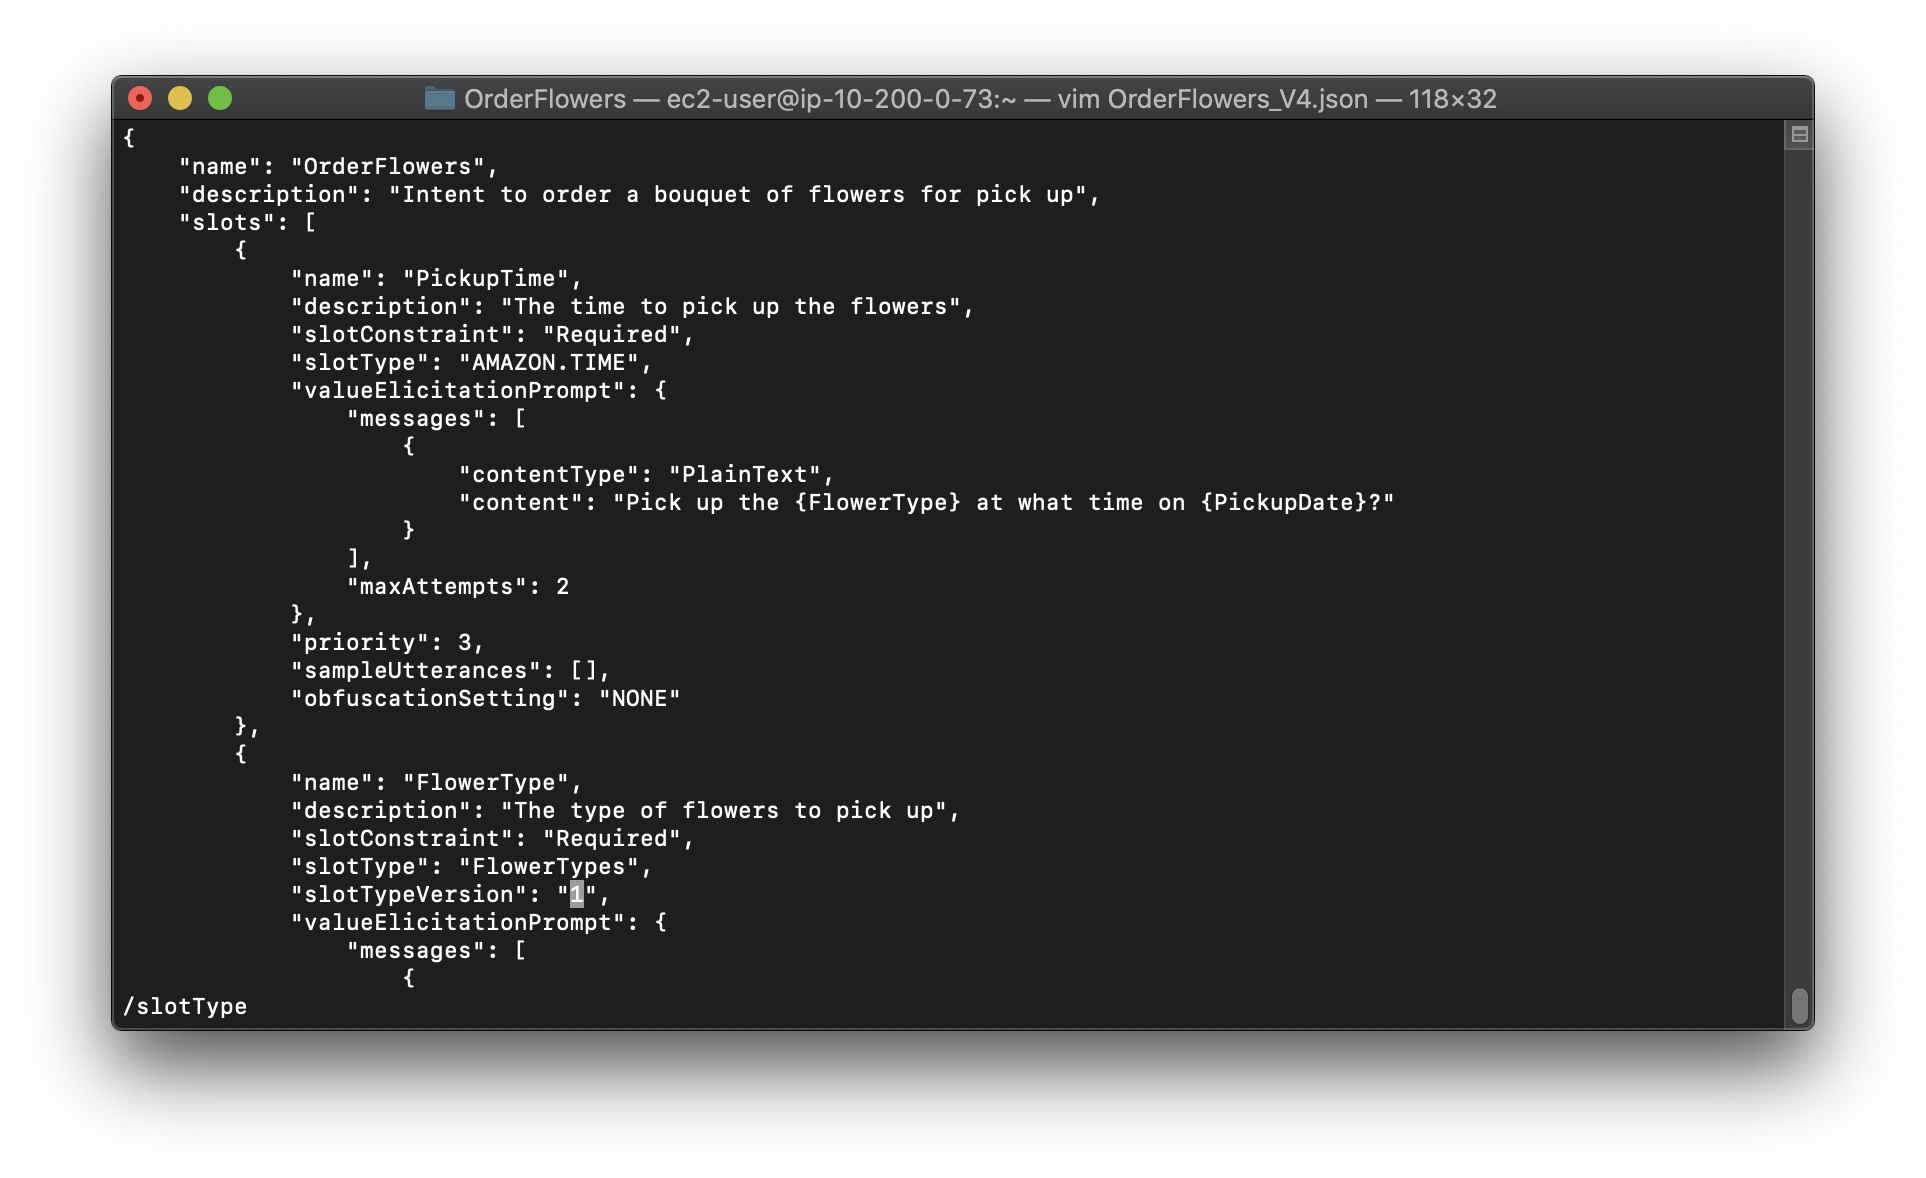 OrderFlowers — ec2-user@ip-10-200-0-73:~ — vim OrderFlowers_V4.json — 118×32
{
    "name": "OrderFlowers",
    "description": "Intent to order a bouquet of flowers for pick up",
    "slots": [
        {
            "name": "PickupTime",
            "description": "The time to pick up the flowers",
            "slotConstraint": "Required",
            "slotType": "AMAZON.TIME",
            "valueElicitationPrompt": {
                "messages": [
                    {
                        "contentType": "PlainText",
                        "content": "Pick up the {FlowerType} at what time on {PickupDate}?"
                    }
                ],
                "maxAttempts": 2
            },
            "priority": 3,
            "sampleUtterances": [],
            "obfuscationSetting": "NONE"
        },
        {
            "name": "FlowerType",
            "description": "The type of flowers to pick up",
            "slotConstraint": "Required",
            "slotType": "FlowerTypes",
            "slotTypeVersion": "1",
            "valueElicitationPrompt": {
                "messages": [
                    {
/slotType